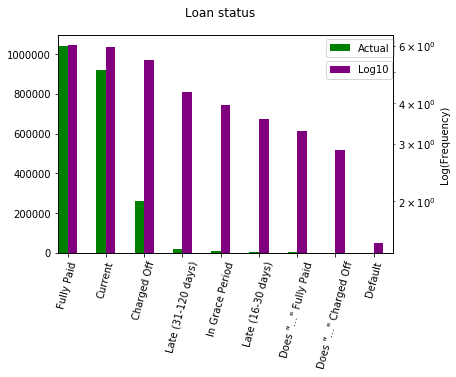 Loan status
1000000
800000
600000
400000
200000
0
Actual
Log10
6 × 10⁰
4 × 10⁰
3 × 10⁰
2 × 10⁰
Log(Frequency)
Fully Paid
Current
Charged Off
Late (31-120 days)
In Grace Period
Late (16-30 days)
Does "..." Fully Paid
Does "..." Charged Off
Default